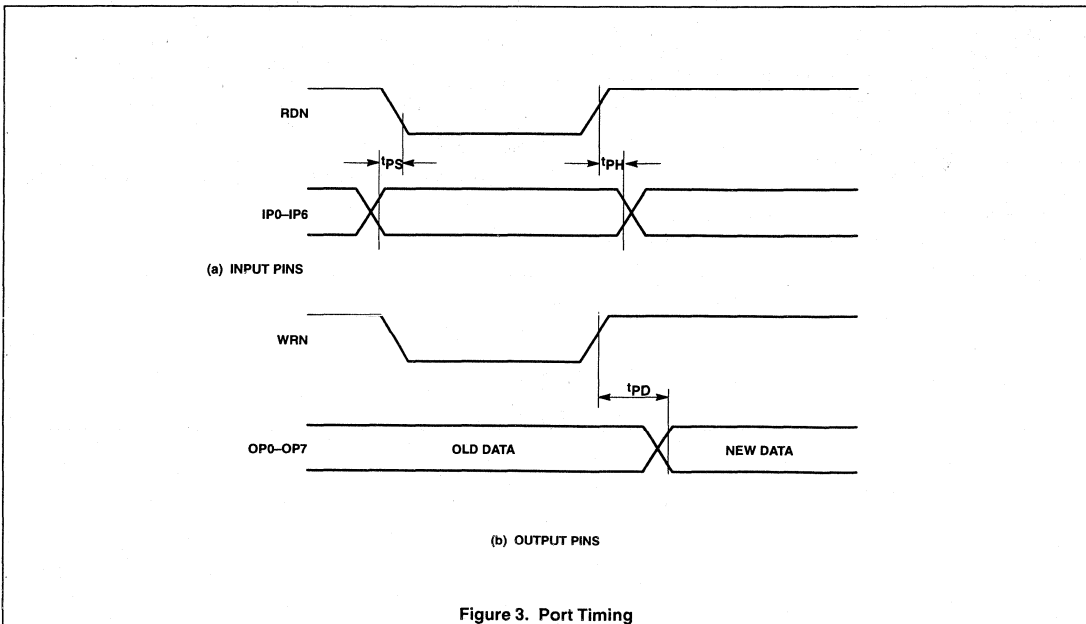 RDN
tPS
tPH
IP0–IP6
(a) INPUT PINS
WRN
tPD
OP0–OP7
OLD DATA
NEW DATA
(b) OUTPUT PINS
Figure 3. Port Timing